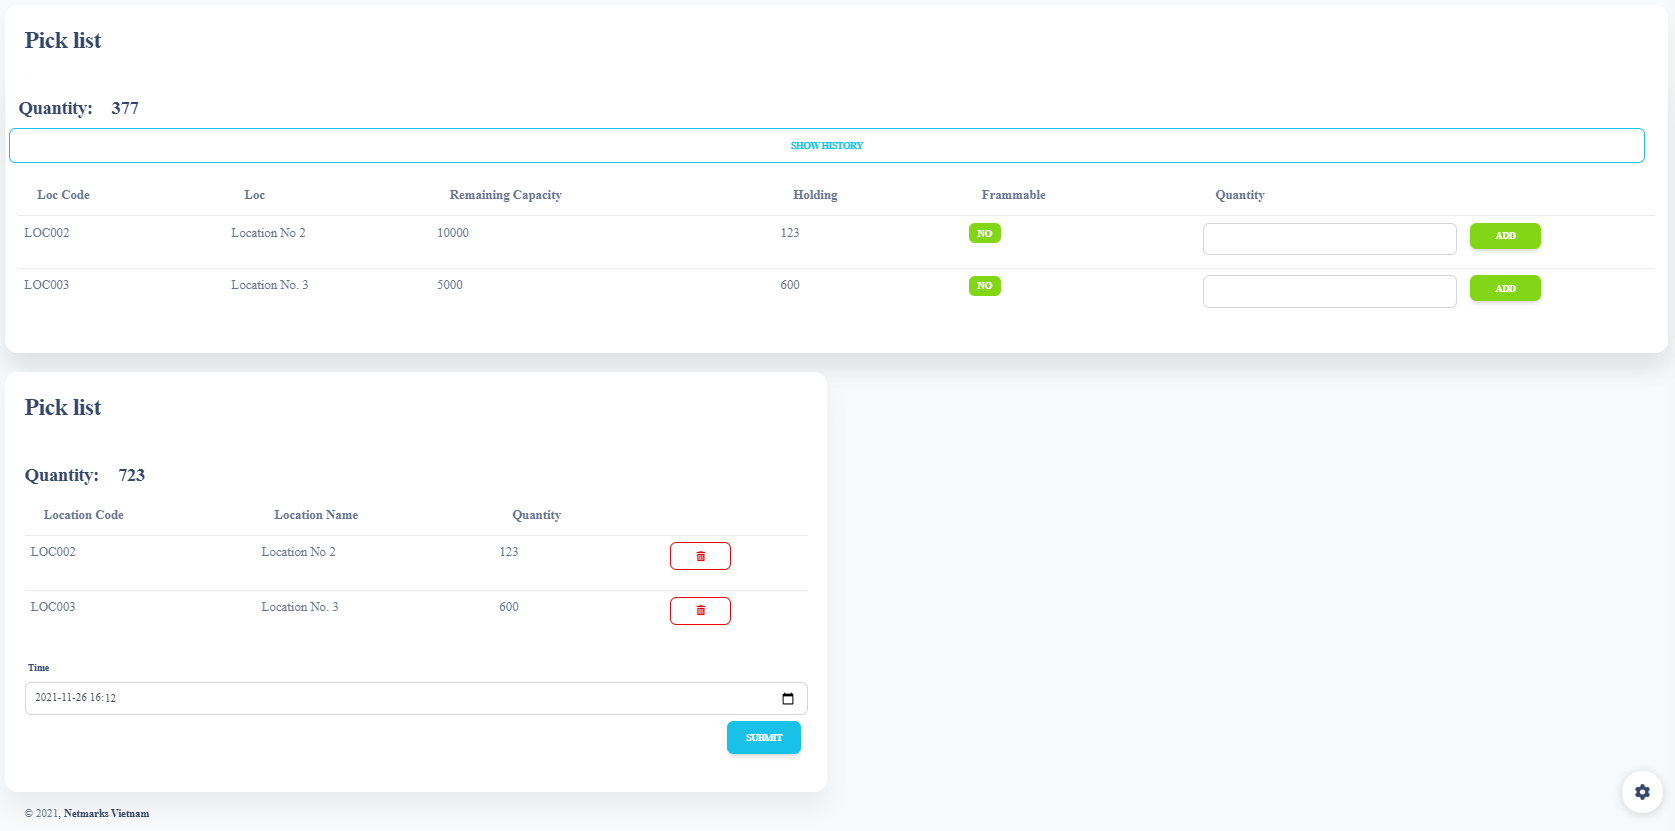 Pick list
Quantity: 377
SHOW HISTORY
Loc Code Loc Remaining Capacity Holding Frammable Quantity
LOC002 Location No 2 10000 123 NO ADD
LOC003 Location No. 3 5000 600 NO ADD
Pick list
Quantity: 723
Location Code Location Name Quantity
LOC002 Location No 2 123
LOC003 Location No. 3 600
Time
2021-11-26 16:12
SUBMIT
© 2021, Netmarks Vietnam